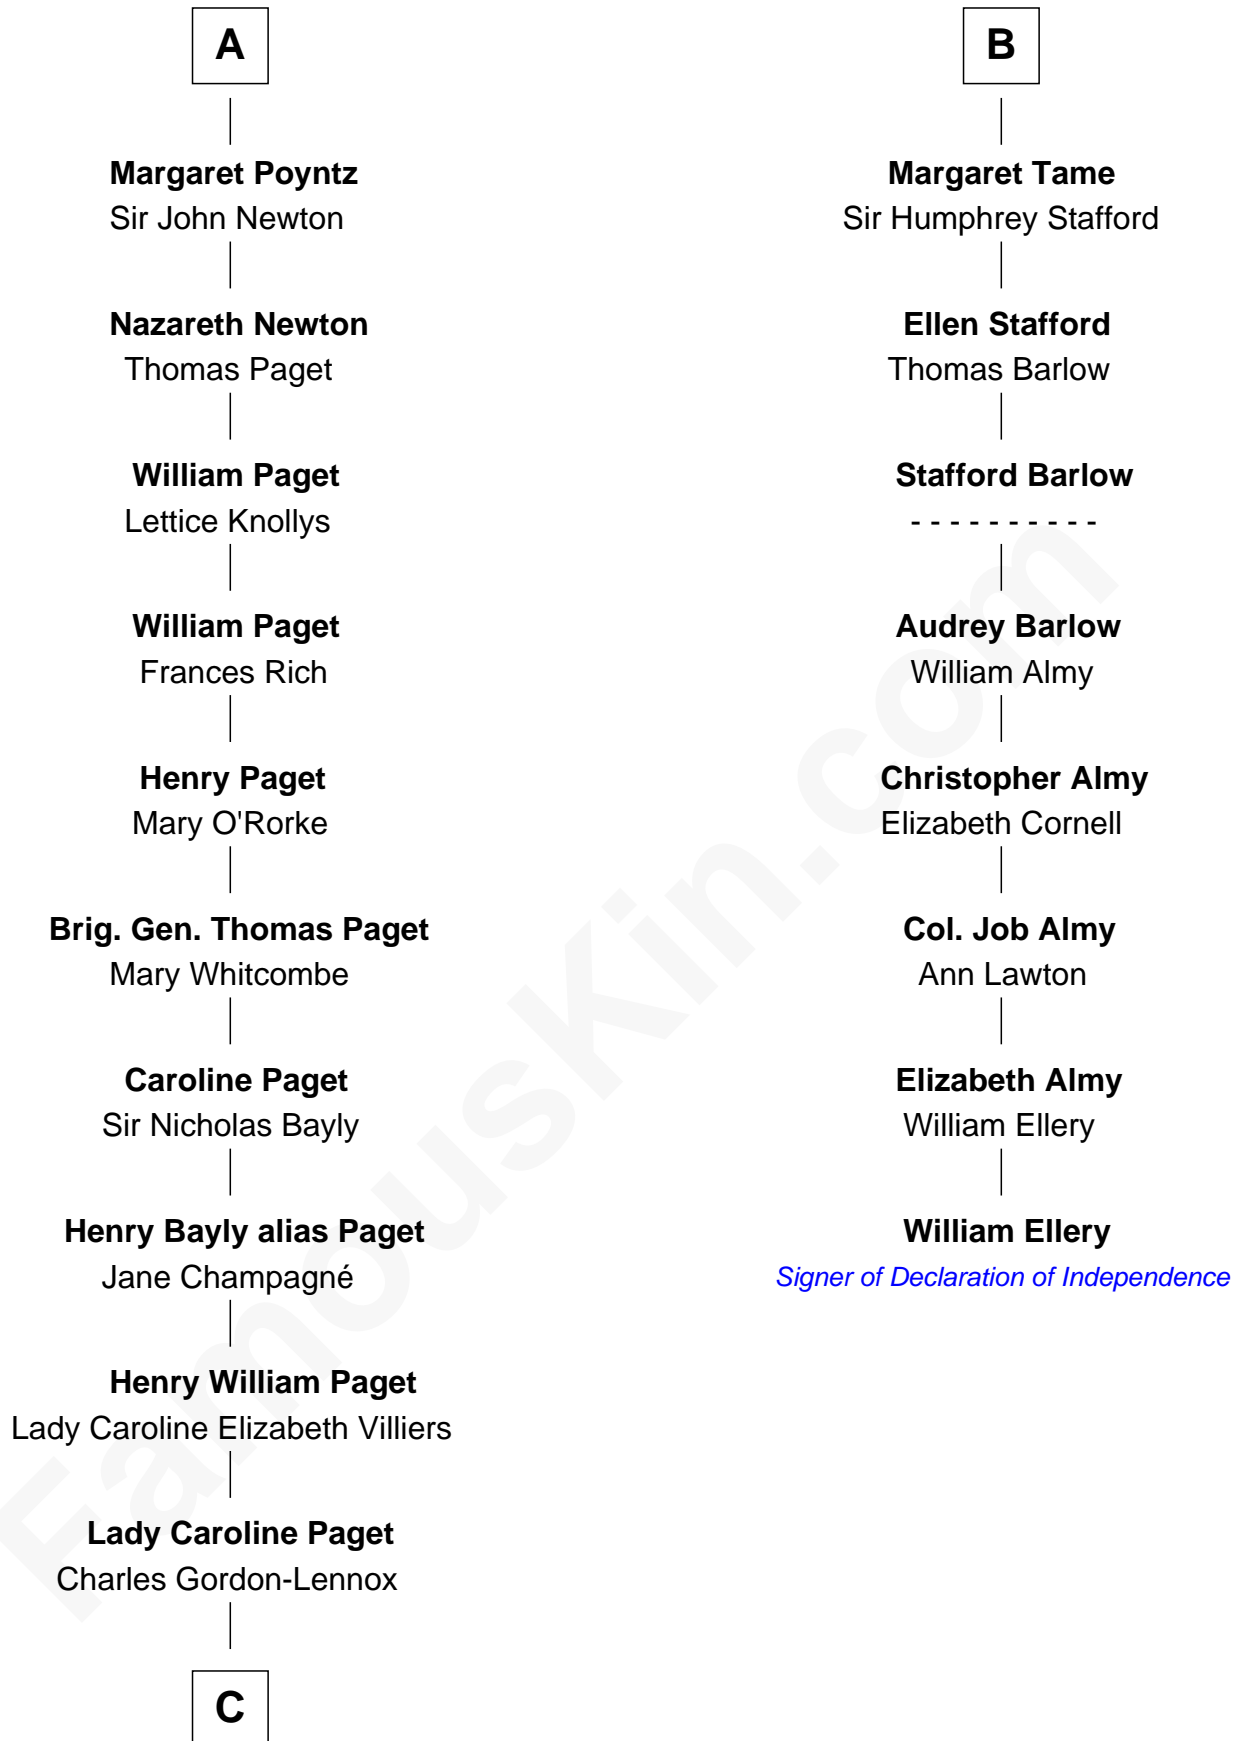 A
Margaret Poyntz
Sir John Newton
Nazareth Newton
Thomas Paget
William Paget
Lettice Knollys
William Paget
Frances Rich
Henry Paget
Mary O'Rorke
Brig. Gen. Thomas Paget
Mary Whitcombe
Caroline Paget
Sir Nicholas Bayly
Henry Bayly alias Paget
Jane Champagné
Henry William Paget
Lady Caroline Elizabeth Villiers
Lady Caroline Paget
Charles Gordon-Lennox
C
B
Margaret Tame
Sir Humphrey Stafford
Ellen Stafford
Thomas Barlow
Stafford Barlow
- - - - - - - - - -
Audrey Barlow
William Almy
Christopher Almy
Elizabeth Cornell
Col. Job Almy
Ann Lawton
Elizabeth Almy
William Ellery
William Ellery
Signer of Declaration of Independence
FamousKin.com